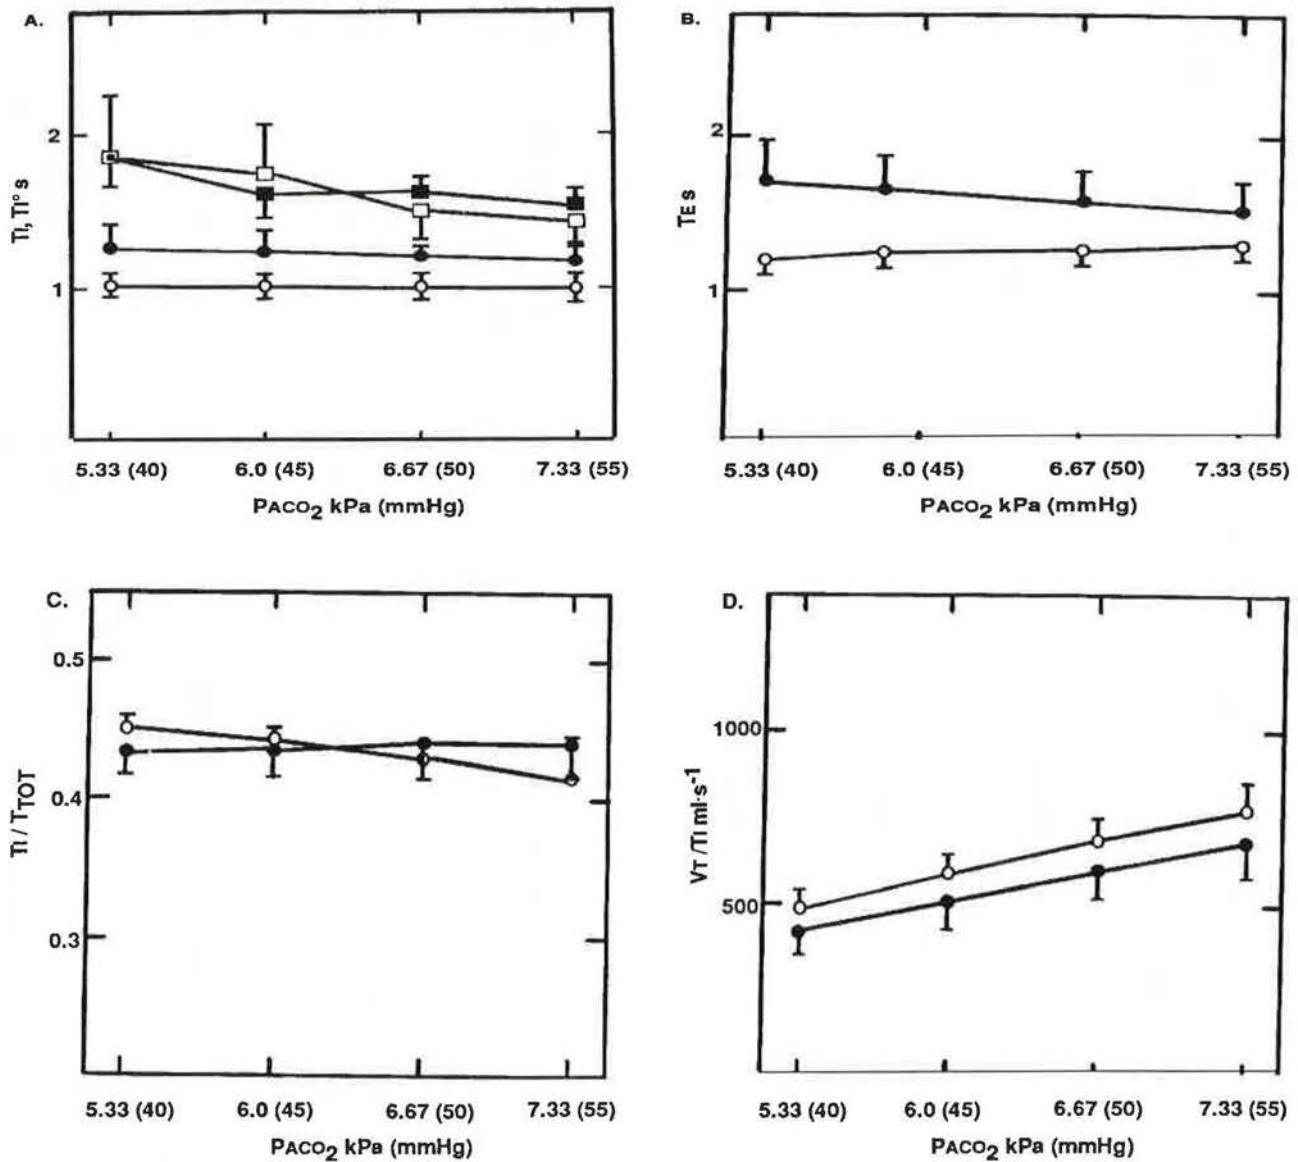 A.
2
1
TI, TI° s
5.33 (40) 6.0 (45) 6.67 (50) 7.33 (55)
PACO2 kPa (mmHg)
B.
2
1
TE s
5.33 (40) 6.0 (45) 6.67 (50) 7.33 (55)
PACO2 kPa (mmHg)
C.
0.5
0.4
0.3
TI / TTOT
5.33 (40) 6.0 (45) 6.67 (50) 7.33 (55)
PACO2 kPa (mmHg)
D.
1000
500
VT /TI ml·s-1
5.33 (40) 6.0 (45) 6.67 (50) 7.33 (55)
PACO2 kPa (mmHg)